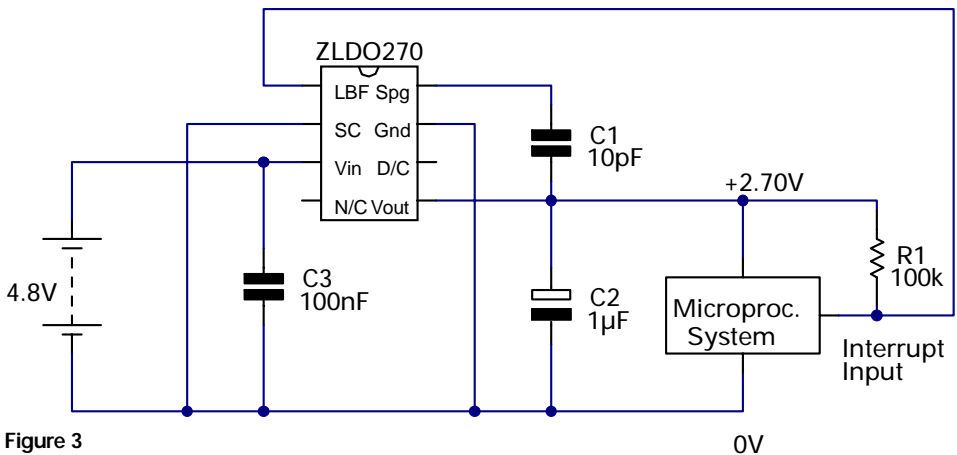 ZLDO270
LBF Spg
SC Gnd
Vin D/C
N/C Vout
C1
10pF
+2.70V
R1
100k
4.8V
C3
100nF
C2
1µF
Microproc.
System
Interrupt
Input
Figure 3
0V